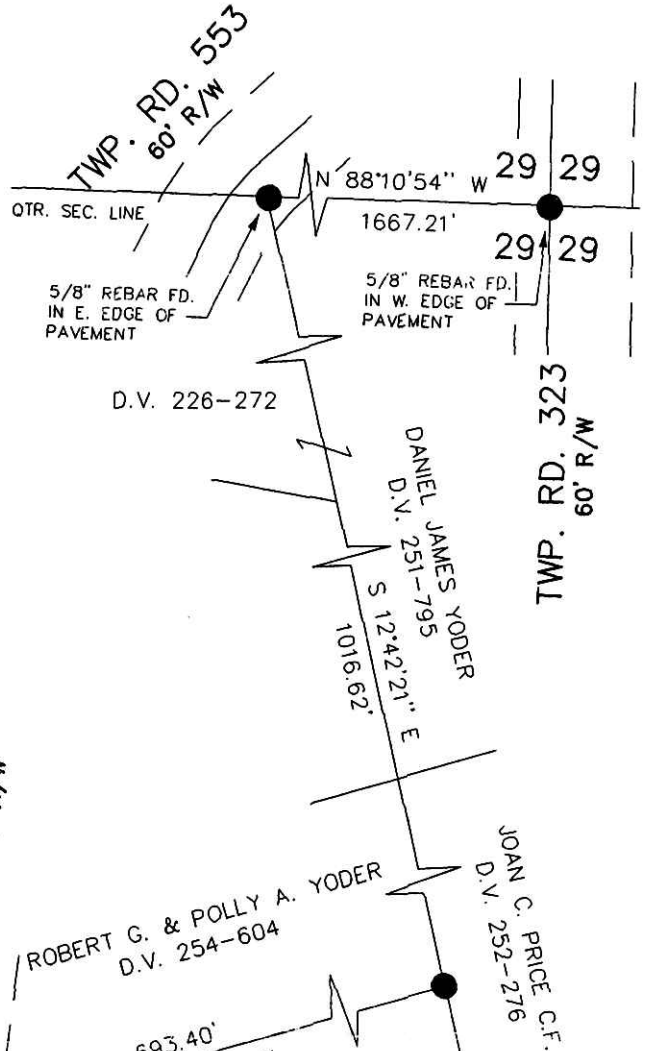 TWP. RD. 553
60' R/W
QTR. SEC. LINE
N 88°10'54" W
1667.21'
29 29
29 29
5/8" REBAR FD.
IN E. EDGE OF
PAVEMENT
5/8" REBAR FD.
IN W. EDGE OF
PAVEMENT
D.V. 226-272
TWP. RD. 323
60' R/W
DANIEL JAMES YODER
D.V. 251-795
S 12°42'21" E
1016.62'
ROBERT G. & POLLY A. YODER
D.V. 254-604
JOAN C. PRICE C.F.
D.V. 252-276
693.40'